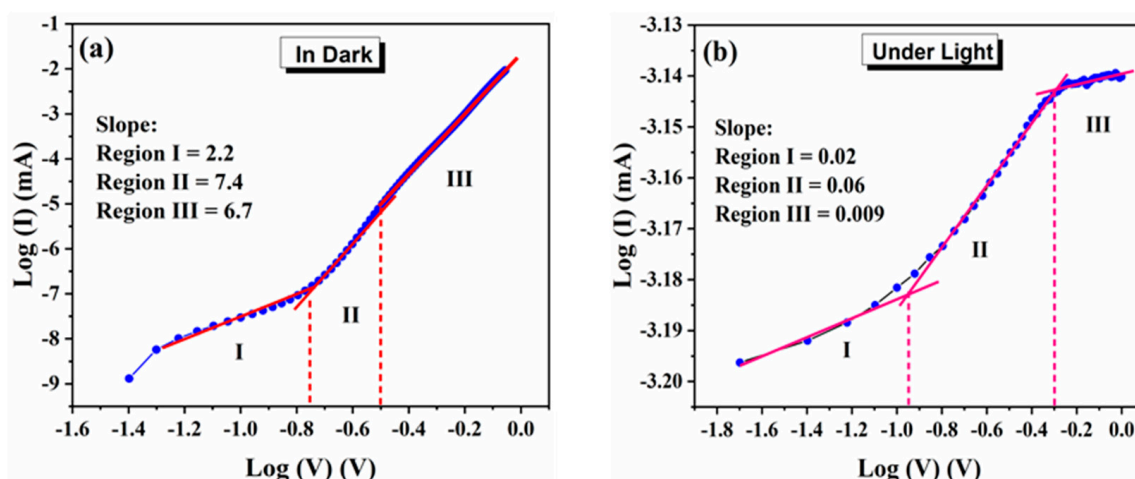 (a)
In Dark
Slope:
Region I = 2.2
Region II = 7.4
Region III = 6.7
I
II
III
-1
-2
-3
-4
-5
-6
-7
-8
-9
Log (I) (mA)
-1.6 -1.4 -1.2 -1.0 -0.8 -0.6 -0.4 -0.2 0.0
Log (V) (V)
(b)
Under Light
Slope:
Region I = 0.02
Region II = 0.06
Region III = 0.009
I
II
III
-3.13
-3.14
-3.15
-3.16
-3.17
-3.18
-3.19
-3.20
Log (I) (mA)
-1.8 -1.6 -1.4 -1.2 -1.0 -0.8 -0.6 -0.4 -0.2 0.0
Log (V) (V)